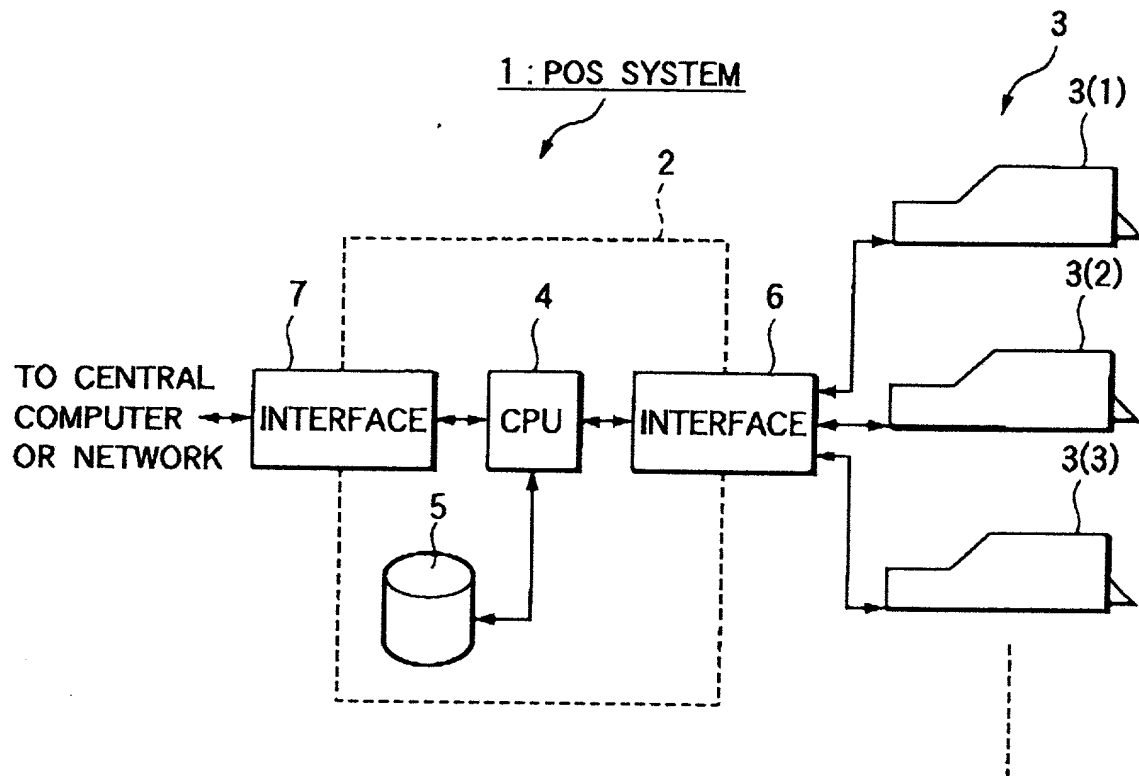 3
1 : POS SYSTEM
3(1)
2
3(2)
7
4
6
TO CENTRAL
COMPUTER
OR NETWORK
INTERFACE
CPU
INTERFACE
3(3)
5